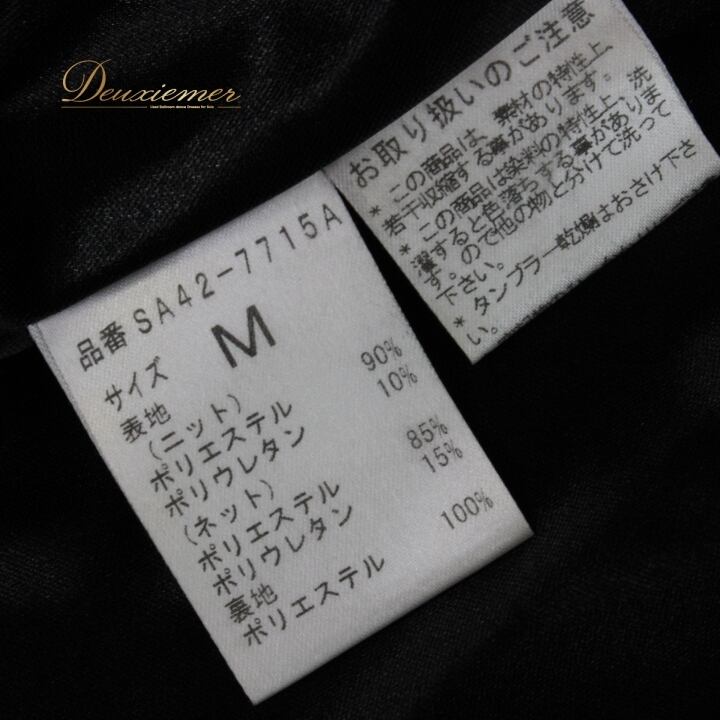 Deuxiemer
品番 SA42-7715A
サイズ M
表地
(ニット)
ポリエステル 90%
ポリウレタン 10%
(ネット)
ポリエステル 85%
ポリウレタン 15%
裏地
ポリエステル 100%
お取り扱いのご注意
* この商品は、素材の特性上
若干収縮する事があります。
* この商品は染料の特性上、洗
濯すると色落ちする事がありま
す。ので他の物と分けて洗って
下さい。
* タンブラー乾燥はおさけ下さ
い。